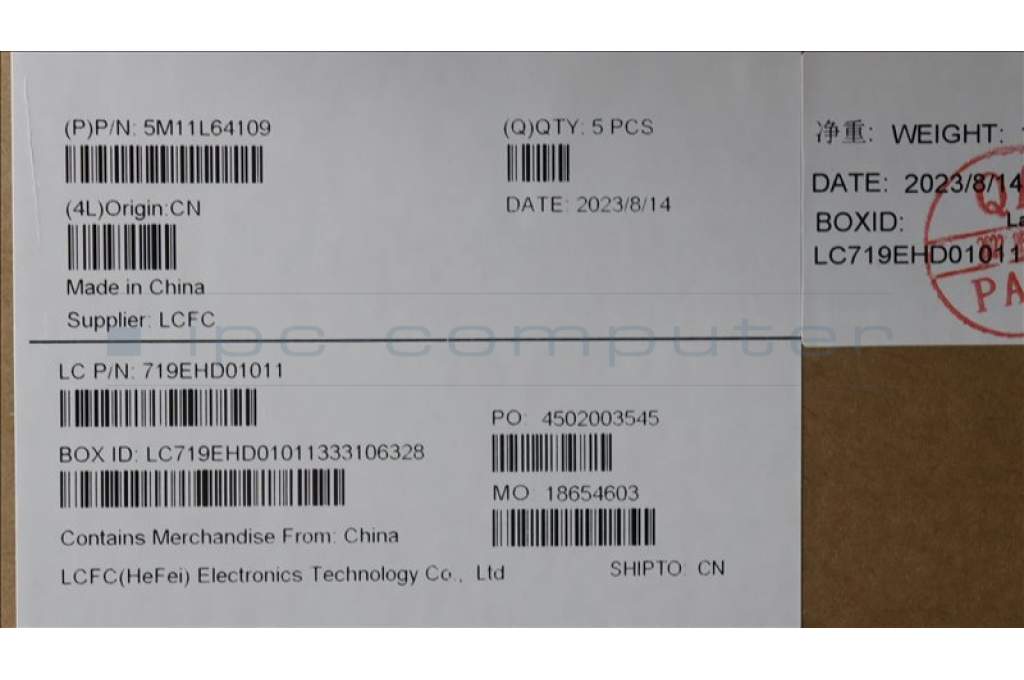 (P)P/N: 5M11L64109
(Q)QTY: 5 PCS
(4L)Origin:CN
DATE: 2023/8/14
Made in China
Supplier: LCFC
ipc computer
LC P/N: 719EHD01011
PO: 4502003545
BOX ID: LC719EHD01011333106328
MO: 18654603
Contains Merchandise From: China
LCFC(HeFei) Electronics Technology Co., Ltd
SHIPTO: CN
净重: WEIGHT:
DATE: 2023/8/14
BOXID:
LC719EHD01011